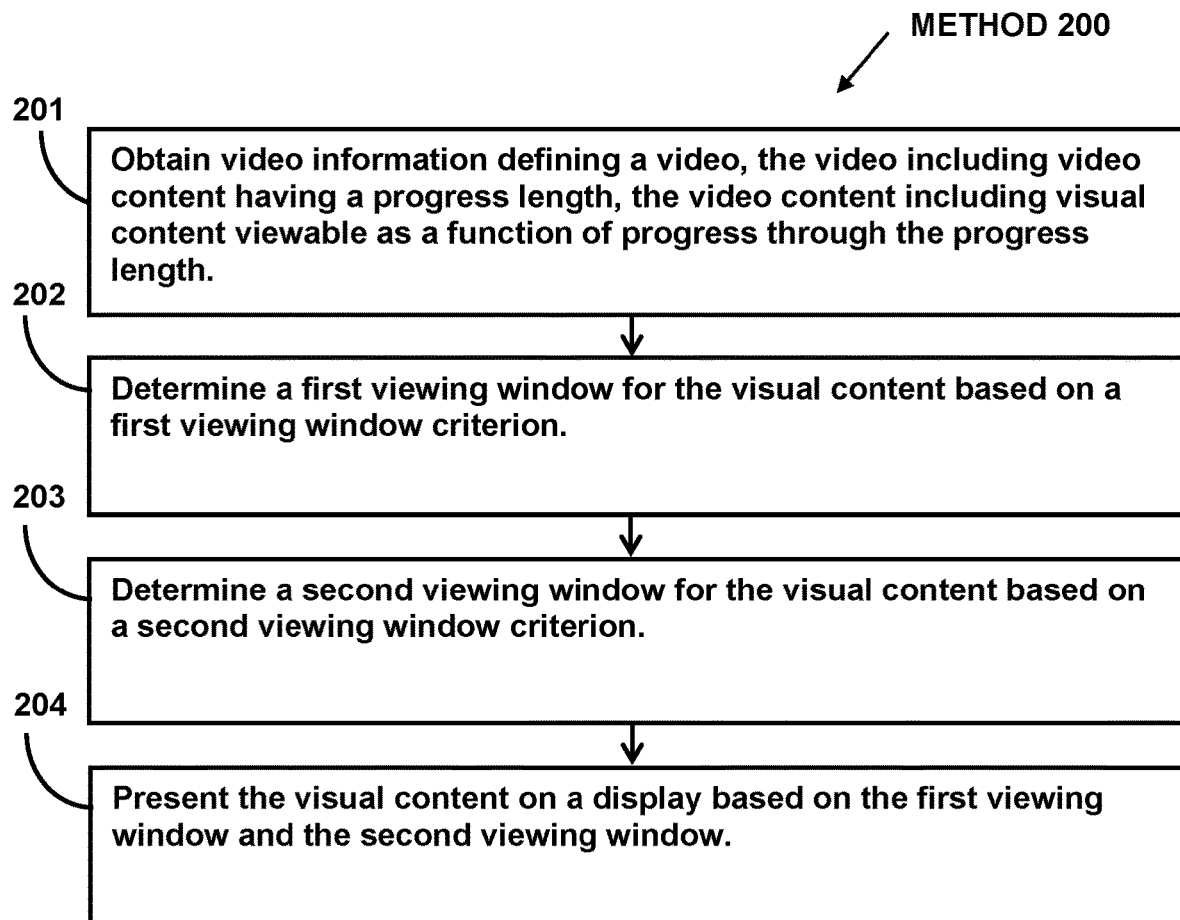 METHOD 200
201
Obtain video information defining a video, the video including video
content having a progress length, the video content including visual
content viewable as a function of progress through the progress
length.
202
Determine a first viewing window for the visual content based on a
first viewing window criterion.
203
Determine a second viewing window for the visual content based on
a second viewing window criterion.
204
Present the visual content on a display based on the first viewing
window and the second viewing window.